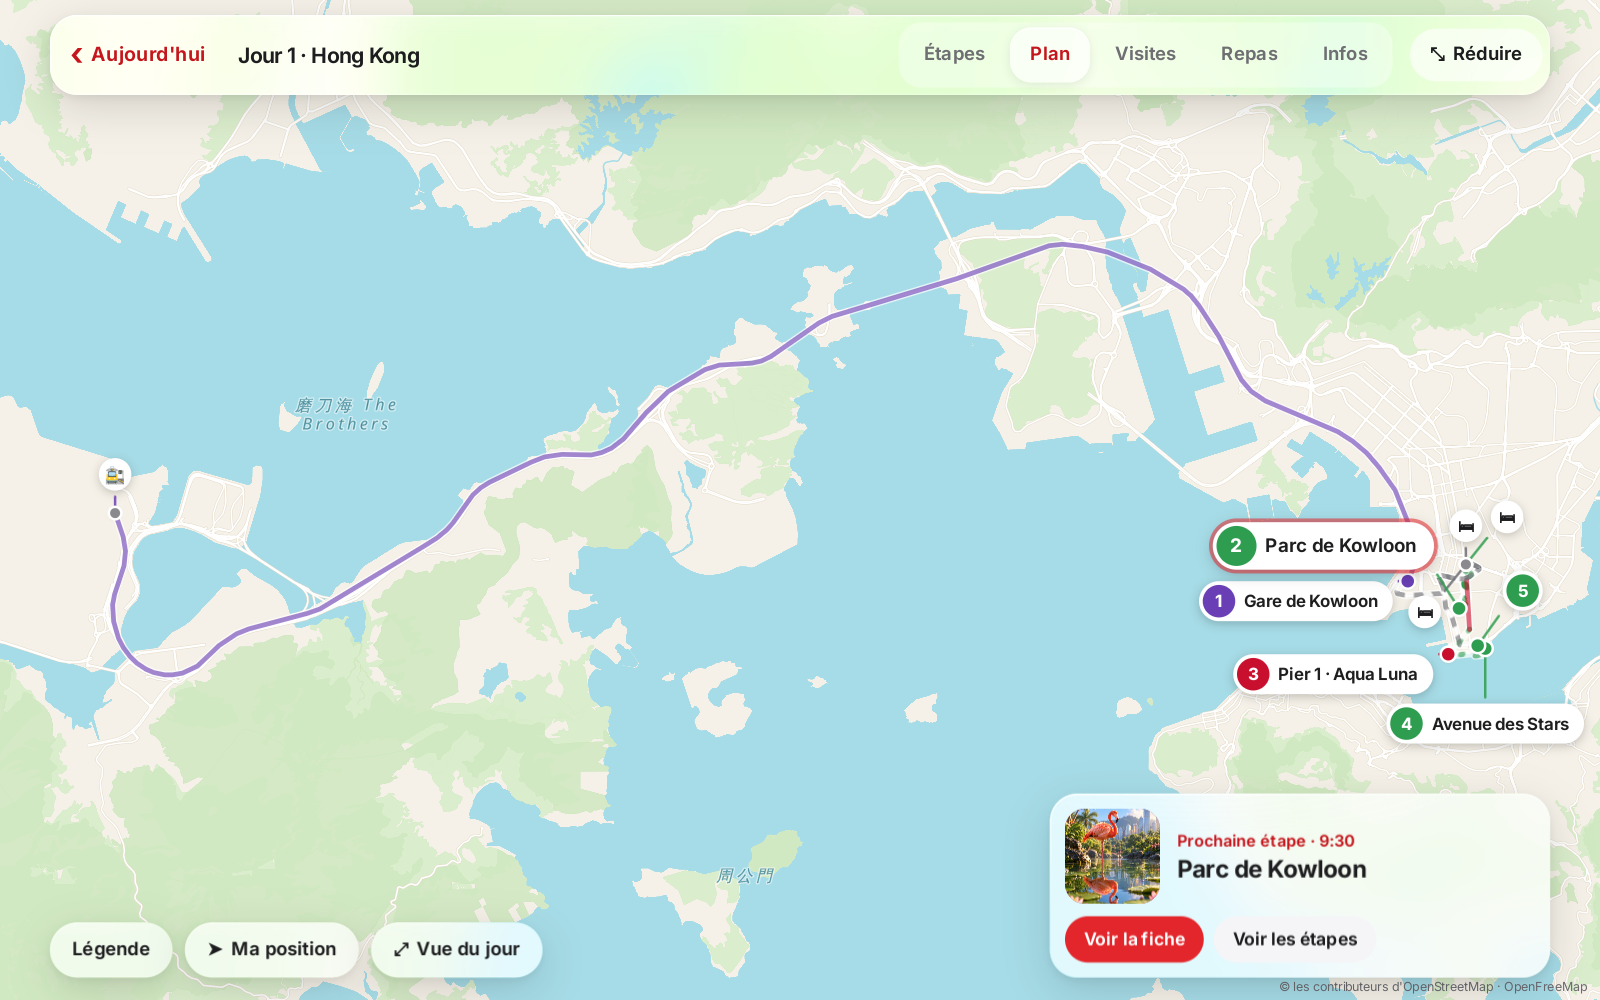 Aujourd'hui
Jour 1 · Hong Kong
Étapes
Plan
Visites
Repas
Infos
Réduire
磨刀海 The
Brothers
2
Parc de Kowloon
1
Gare de Kowloon
5
3
Pier 1 · Aqua Luna
4
Avenue des Stars
周公門
Prochaine étape · 9:30
Parc de Kowloon
Voir la fiche
Voir les étapes
Légende
Ma position
Vue du jour
© les contributeurs d'OpenStreetMap · OpenFreeMap